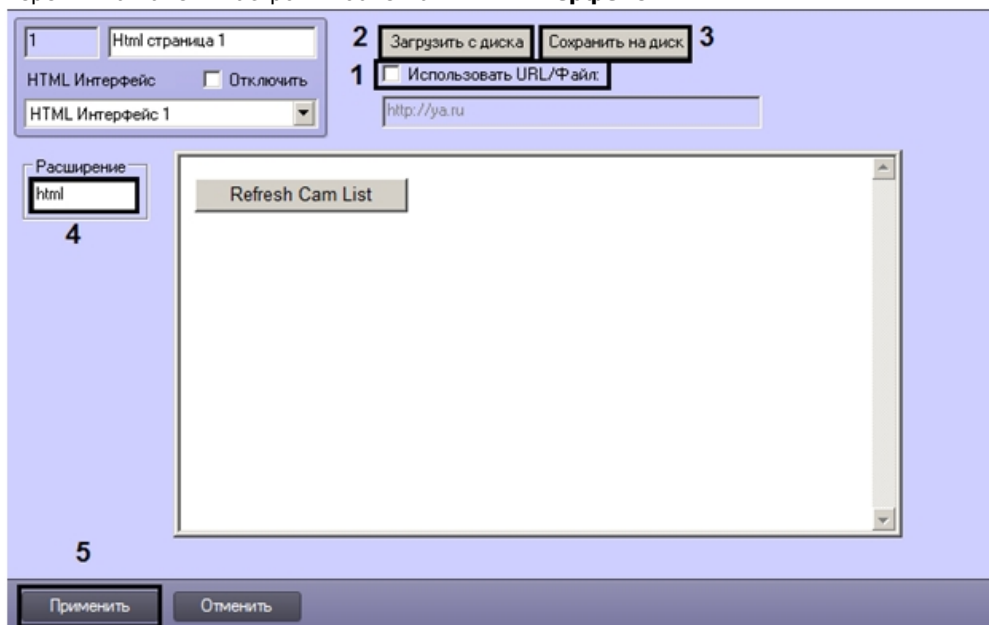 1 Html страница 1
HTML Интерфейс Отключить
HTML Интерфейс 1
2 Загрузить с диска Сохранить на диск 3
1 Использовать URL/Файл:
http://ya.ru
Расширение
html
4
Refresh Cam List
5
Применить Отменить